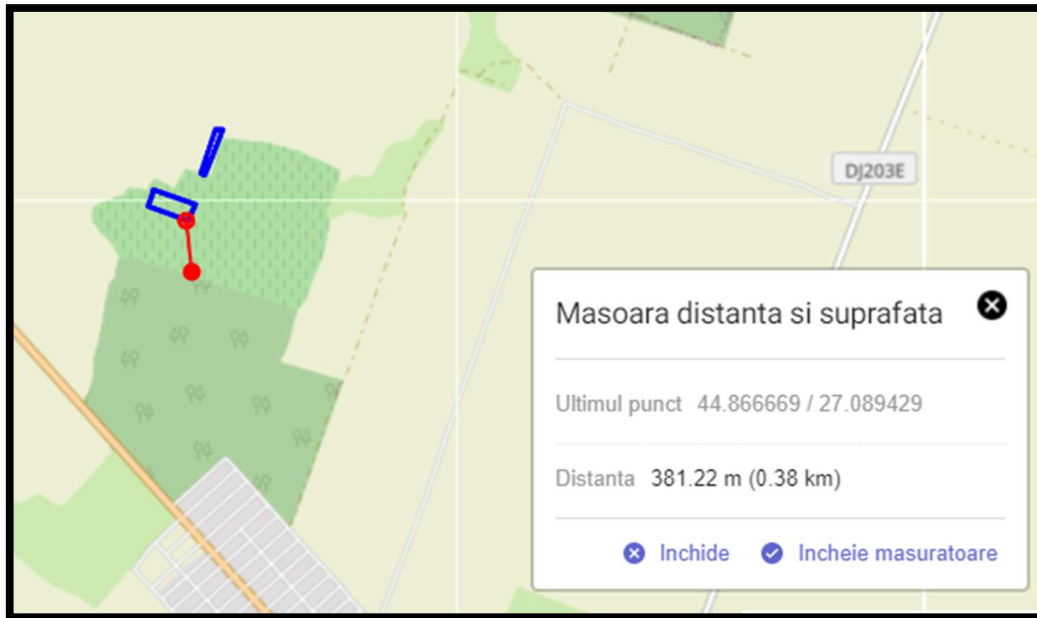 DJ203E
Masoara distanta si suprafata
Ultimul punct 44.866669 / 27.089429
Distanta 381.22 m (0.38 km)
Inchide Incheie masuratoare